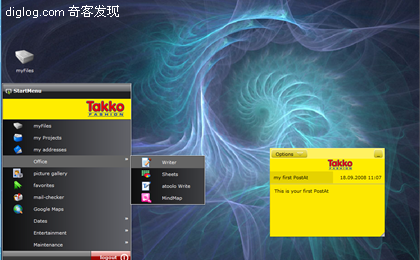 diglog.com 奇客发现
myFiles
StartMenu
Takko
FASHION
myFiles
my Projects
my addresses
Office
picture gallery
favorites
mail-checker
Google Maps
Dates
Entertainment
Maintenance
logout
Writer
Sheets
atoolo Write
MindMap
Options
Takko
FASHION
my first PostAt 18.09.2008 11:07
This is your first PostAt